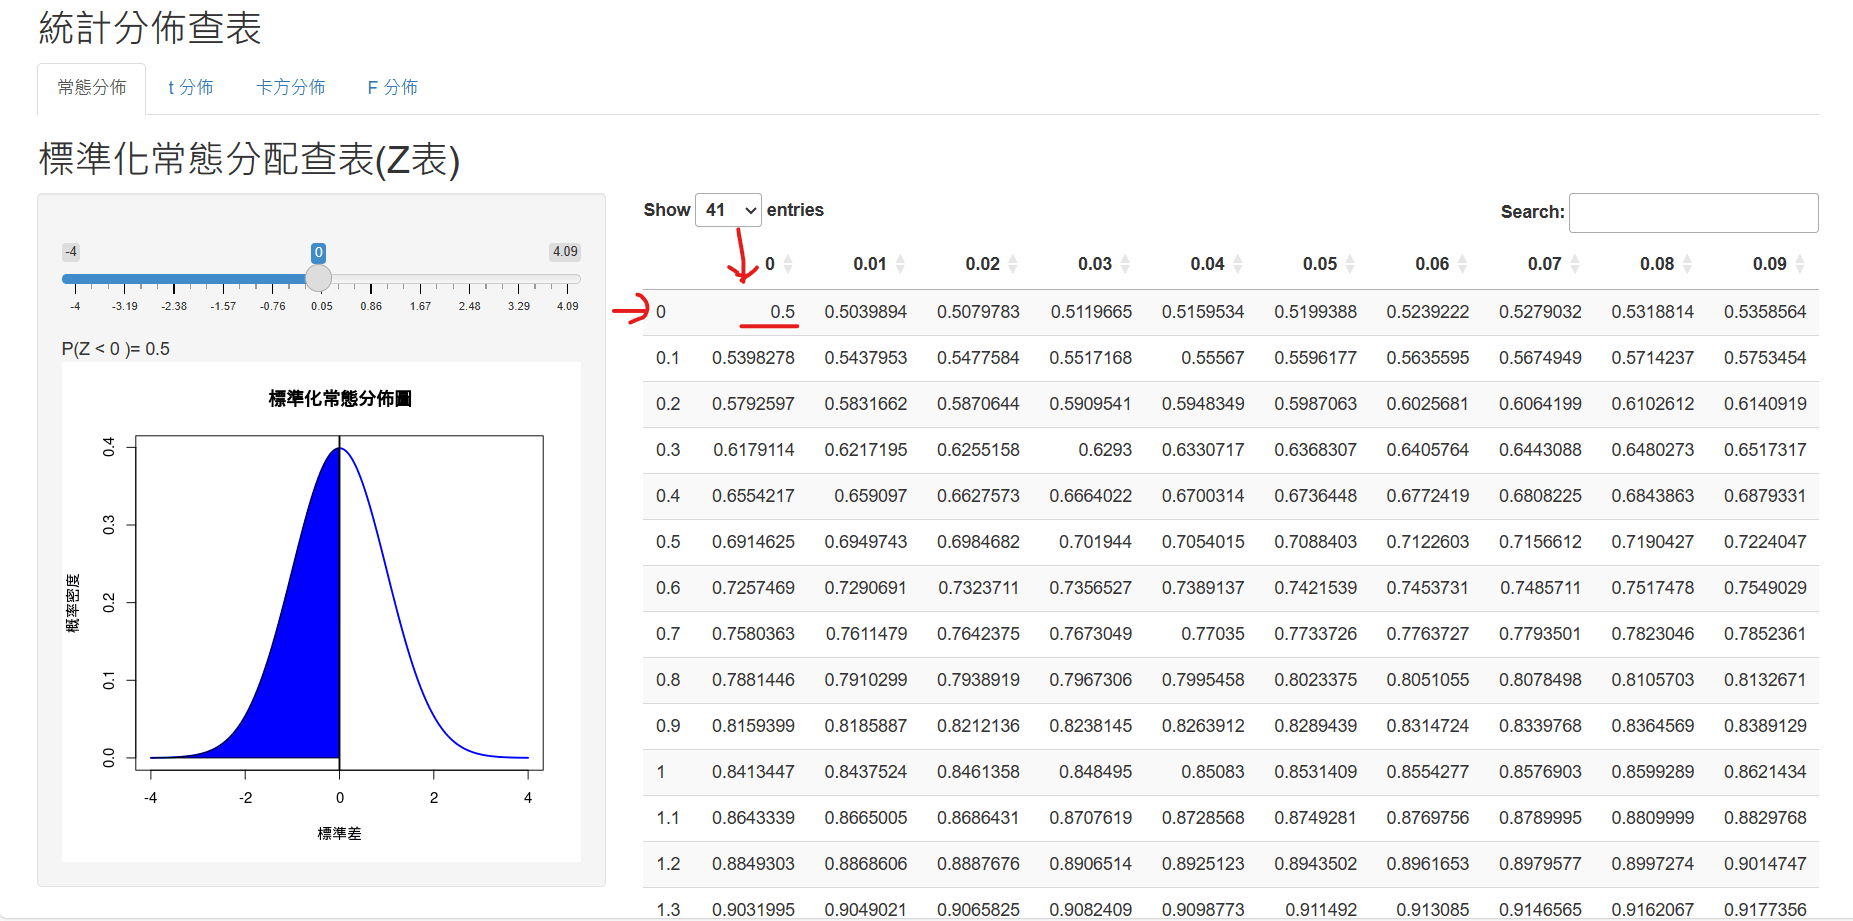 統計分佈查表
常態分佈 t 分佈 卡方分佈 F 分佈
標準化常態分配查表(Z表)
Show 41 entries Search:
-4 0 4.09
-4 -3.19 -2.38 -1.57 -0.76 0.05 0.86 1.67 2.48 3.29 4.09
P(Z < 0 )= 0.5
標準化常態分佈圖
概率密度
0.4
0.3
0.2
0.1
0.0
-4 -2 0 2 4
標準差
0 0.01 0.02 0.03 0.04 0.05 0.06 0.07 0.08 0.09
0 0.5 0.5039894 0.5079783 0.5119665 0.5159534 0.5199388 0.5239222 0.5279032 0.5318814 0.5358564
0.1 0.5398278 0.5437953 0.5477584 0.5517168 0.55567 0.5596177 0.5635595 0.5674949 0.5714237 0.5753454
0.2 0.5792597 0.5831662 0.5870644 0.5909541 0.5948349 0.5987063 0.6025681 0.6064199 0.6102612 0.6140919
0.3 0.6179114 0.6217195 0.6255158 0.6293 0.6330717 0.6368307 0.6405764 0.6443088 0.6480273 0.6517317
0.4 0.6554217 0.659097 0.6627573 0.6664022 0.6700314 0.6736448 0.6772419 0.6808225 0.6843863 0.6879331
0.5 0.6914625 0.6949743 0.6984682 0.701944 0.7054015 0.7088403 0.7122603 0.7156612 0.7190427 0.7224047
0.6 0.7257469 0.7290691 0.7323711 0.7356527 0.7389137 0.7421539 0.7453731 0.7485711 0.7517478 0.7549029
0.7 0.7580363 0.7611479 0.7642375 0.7673049 0.77035 0.7733726 0.7763727 0.7793501 0.7823046 0.7852361
0.8 0.7881446 0.7910299 0.7938919 0.7967306 0.7995458 0.8023375 0.8051055 0.8078498 0.8105703 0.8132671
0.9 0.8159399 0.8185887 0.8212136 0.8238145 0.8263912 0.8289439 0.8314724 0.8339768 0.8364569 0.8389129
1 0.8413447 0.8437524 0.8461358 0.848495 0.85083 0.8531409 0.8554277 0.8576903 0.8599289 0.8621434
1.1 0.8643339 0.8665005 0.8686431 0.8707619 0.8728568 0.8749281 0.8769756 0.8789995 0.8809999 0.8829768
1.2 0.8849303 0.8868606 0.8887676 0.8906514 0.8925123 0.8943502 0.8961653 0.8979577 0.8997274 0.9014747
1.3 0.9031995 0.9049021 0.9065825 0.9082409 0.9098773 0.911492 0.913085 0.9146565 0.9162067 0.9177356